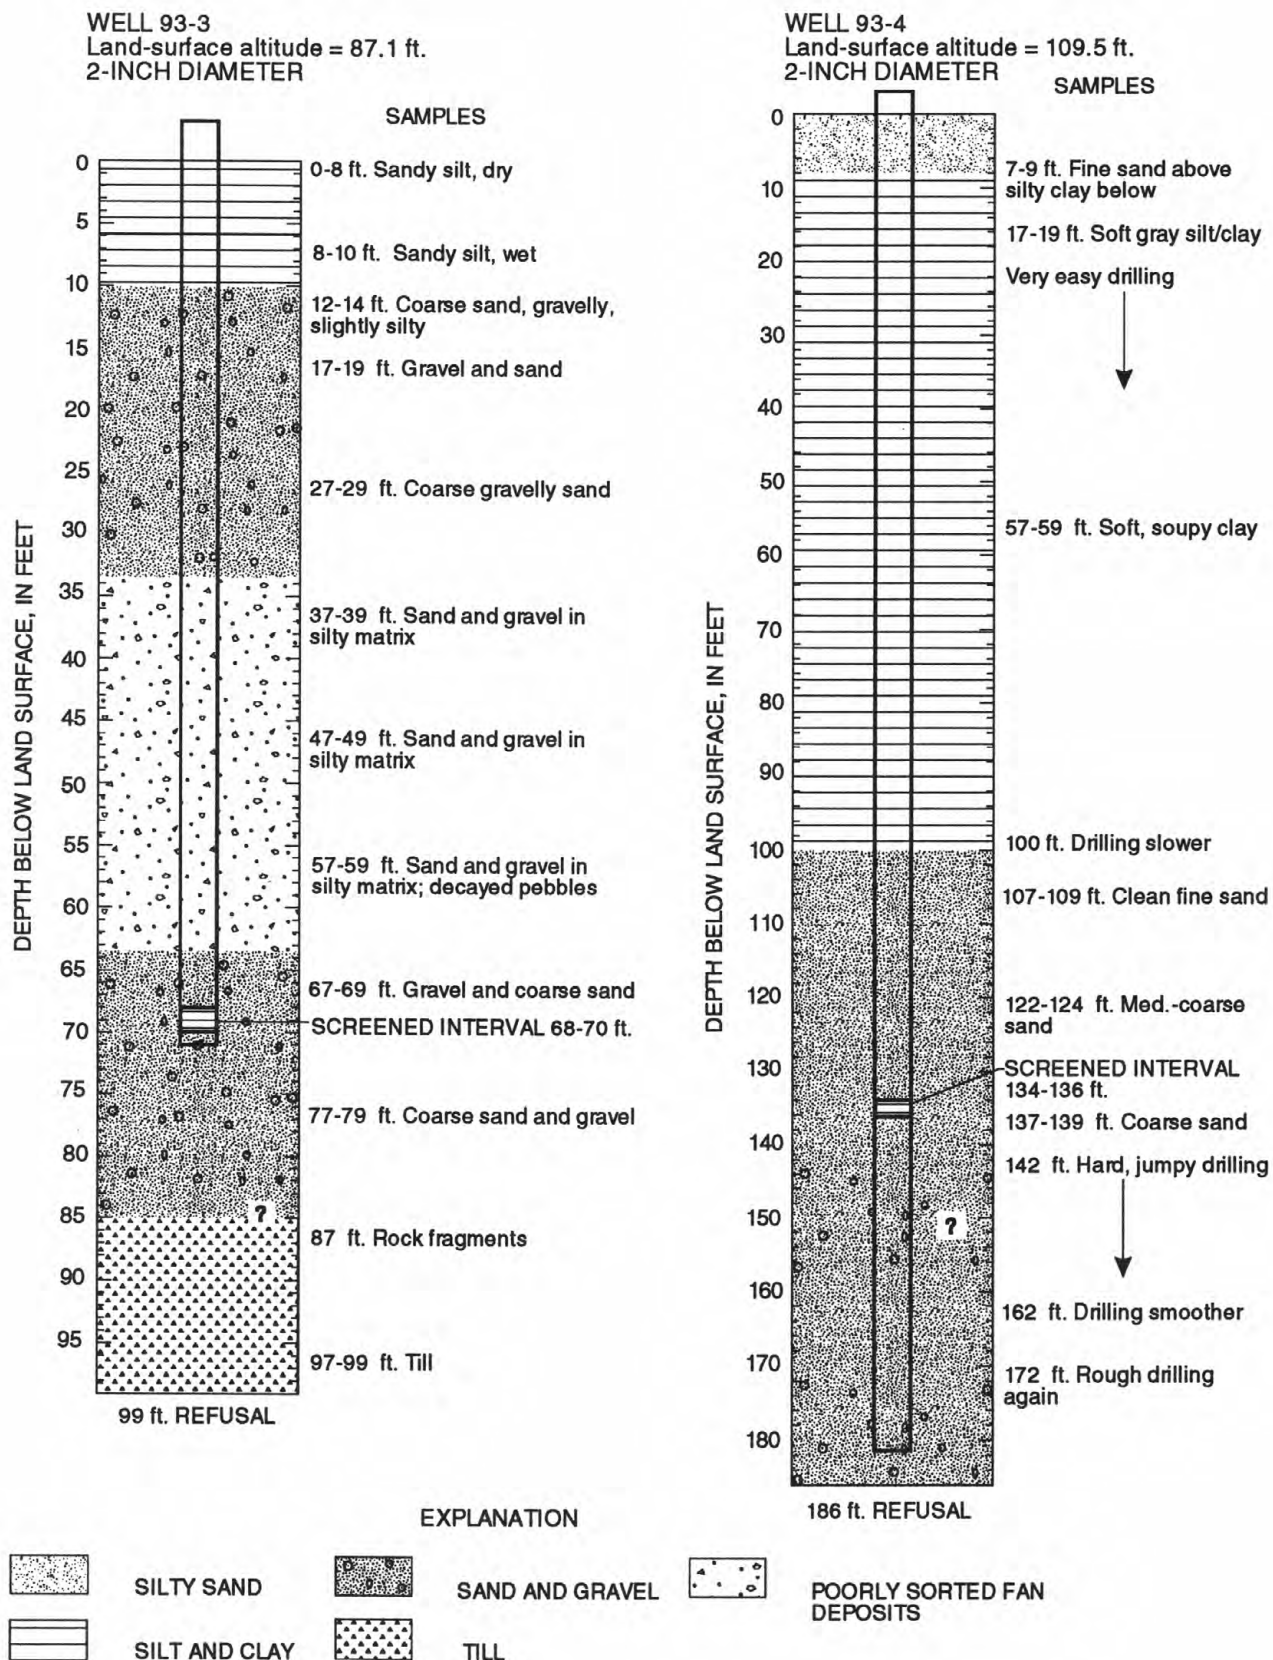 WELL 93-3
Land-surface altitude = 87.1 ft.
2-INCH DIAMETER
SAMPLES
DEPTH BELOW LAND SURFACE, IN FEET
0
5
10
15
20
25
30
35
40
45
50
55
60
65
70
75
80
85
90
95
0-8 ft. Sandy silt, dry
8-10 ft. Sandy silt, wet
12-14 ft. Coarse sand, gravelly,
slightly silty
17-19 ft. Gravel and sand
27-29 ft. Coarse gravelly sand
37-39 ft. Sand and gravel in
silty matrix
47-49 ft. Sand and gravel in
silty matrix
57-59 ft. Sand and gravel in
silty matrix; decayed pebbles
67-69 ft. Gravel and coarse sand
SCREENED INTERVAL 68-70 ft.
77-79 ft. Coarse sand and gravel
?
87 ft. Rock fragments
97-99 ft. Till
99 ft. REFUSAL
WELL 93-4
Land-surface altitude = 109.5 ft.
2-INCH DIAMETER
SAMPLES
DEPTH BELOW LAND SURFACE, IN FEET
0
10
20
30
40
50
60
70
80
90
100
110
120
130
140
150
160
170
180
7-9 ft. Fine sand above
silty clay below
17-19 ft. Soft gray silt/clay
Very easy drilling
57-59 ft. Soft, soupy clay
100 ft. Drilling slower
107-109 ft. Clean fine sand
122-124 ft. Med.-coarse
sand
SCREENED INTERVAL
134-136 ft.
137-139 ft. Coarse sand
142 ft. Hard, jumpy drilling
?
162 ft. Drilling smoother
172 ft. Rough drilling
again
186 ft. REFUSAL
EXPLANATION
SILTY SAND
SAND AND GRAVEL
POORLY SORTED FAN
DEPOSITS
SILT AND CLAY
TILL